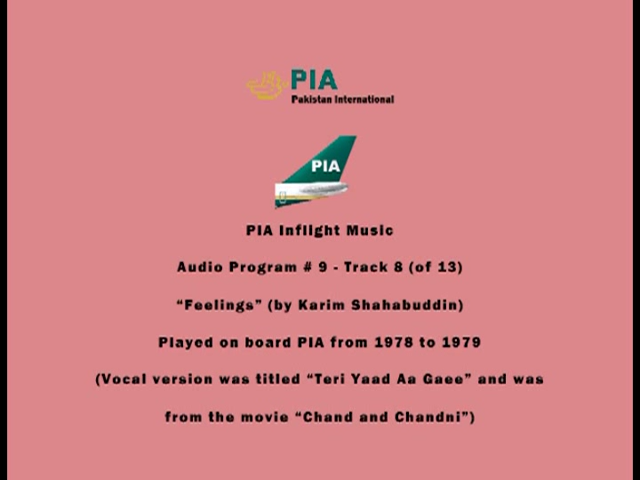 PIA
Pakistan International
PIA
PIA Inflight Music
Audio Program # 9 - Track 8 (of 13)
“Feelings” (by Karim Shahabuddin)
Played on board PIA from 1978 to 1979
(Vocal version was titled “Teri Yaad Aa Gaee” and was
from the movie “Chand and Chandni”)